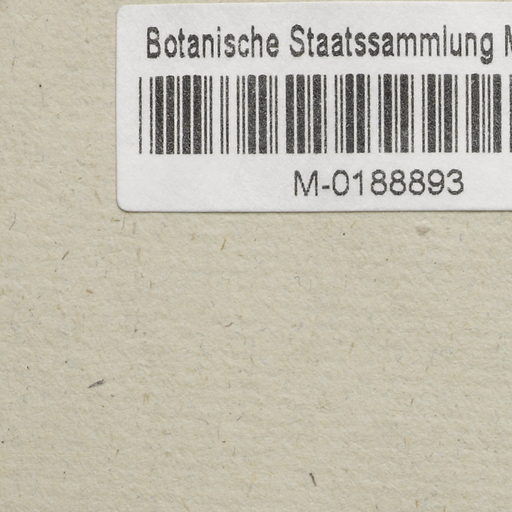 Botanische Staatssammlung
M-0188893